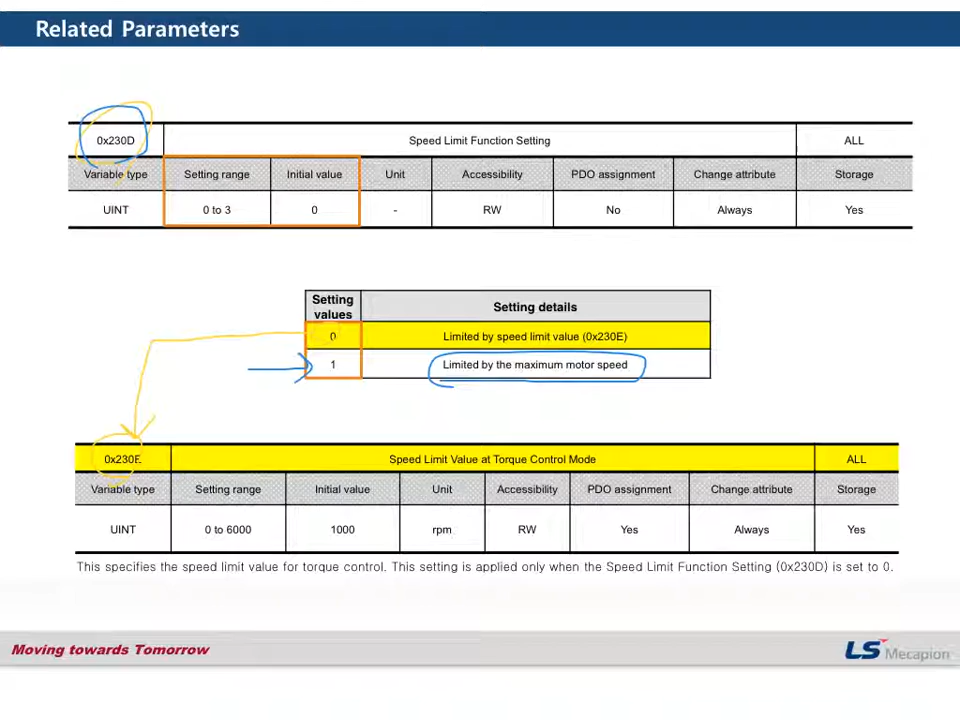 Related Parameters
0x230D Speed Limit Function Setting ALL
Variable type Setting range Initial value Unit Accessibility PDO assignment Change attribute Storage
UINT 0 to 3 0 - RW No Always Yes
Setting values Setting details
0 Limited by speed limit value (0x230E)
1 Limited by the maximum motor speed
0x230E Speed Limit Value at Torque Control Mode ALL
Variable type Setting range Initial value Unit Accessibility PDO assignment Change attribute Storage
UINT 0 to 6000 1000 rpm RW Yes Always Yes
This specifies the speed limit value for torque control. This setting is applied only when the Speed Limit Function Setting (0x230D) is set to 0.
Moving towards Tomorrow
LS Mecapion